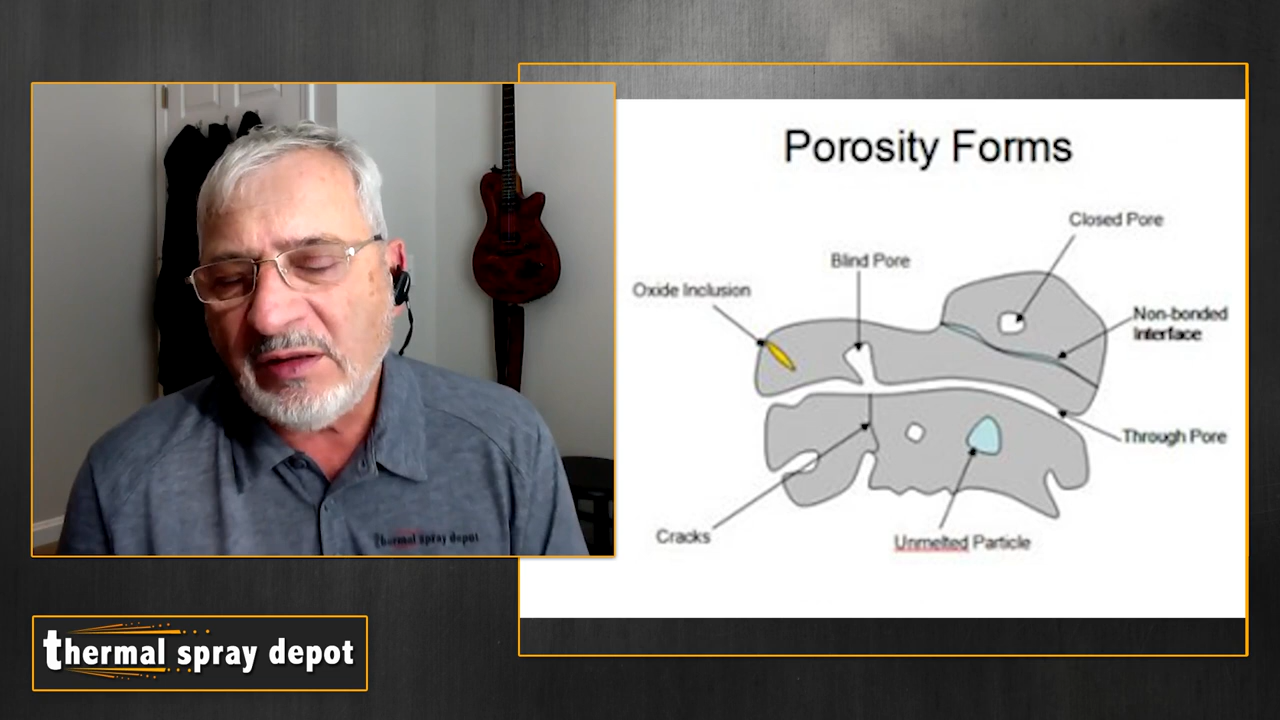 Porosity Forms
Closed Pore
Blind Pore
Oxide Inclusion
Non-bonded
Interface
Through Pore
Cracks
Unmelted Particle
thermal spray depot
thermal spray depot